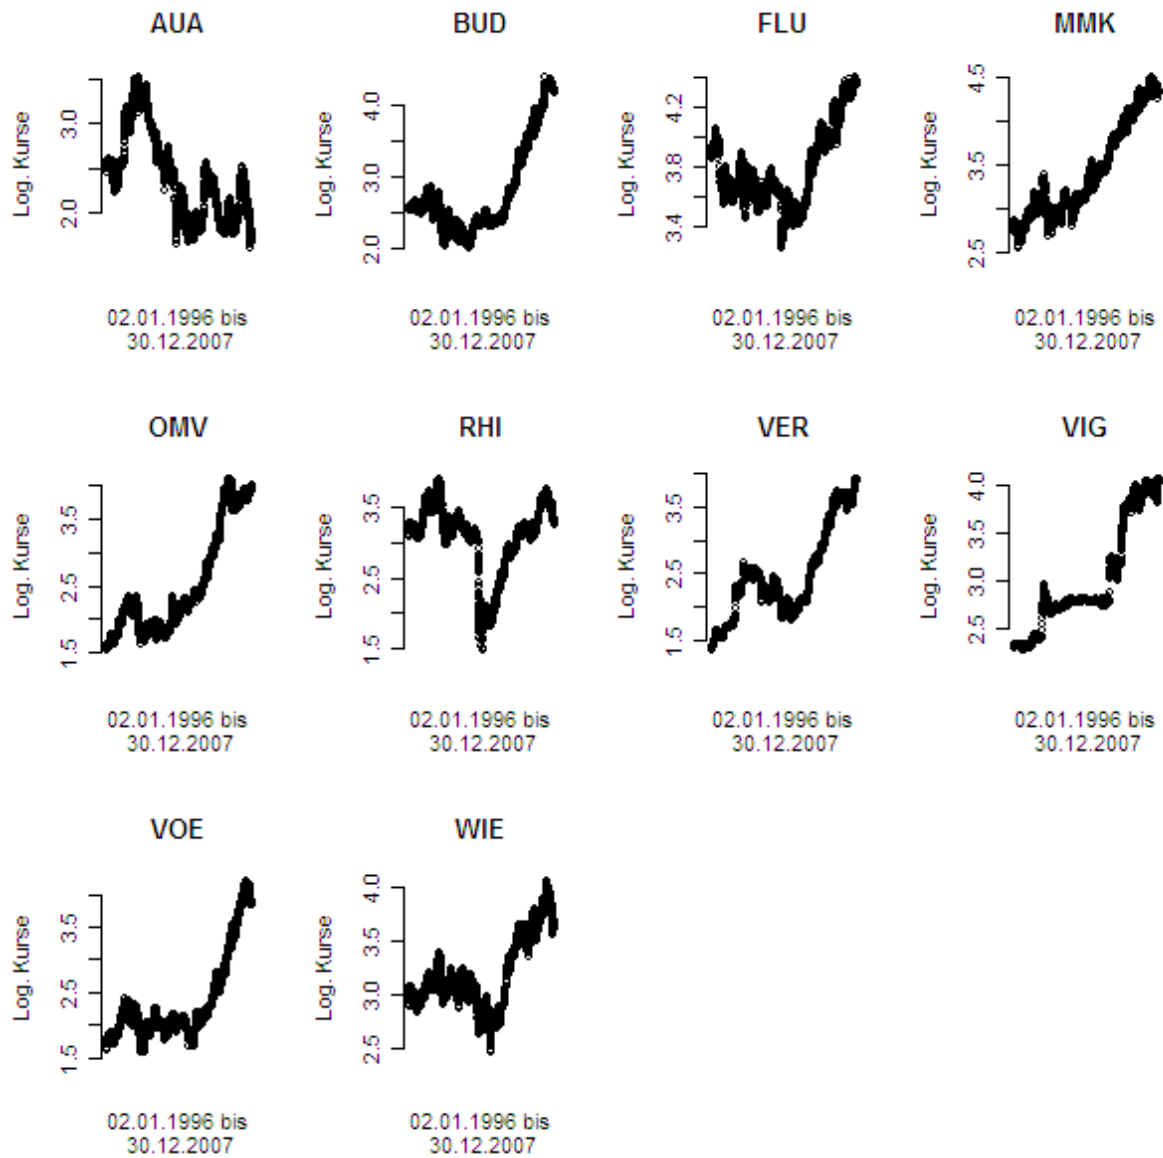 AUA
BUD
FLU
MMK
Log. Kurse
2.0
3.0
Log. Kurse
2.0
3.0
4.0
Log. Kurse
3.4
3.8
4.2
Log. Kurse
2.5
3.5
4.5
02.01.1996 bis
30.12.2007
02.01.1996 bis
30.12.2007
02.01.1996 bis
30.12.2007
02.01.1996 bis
30.12.2007
OMV
RHI
VER
VIG
Log. Kurse
1.5
2.5
3.5
Log. Kurse
1.5
2.5
3.5
Log. Kurse
1.5
2.5
3.5
Log. Kurse
2.5
3.0
3.5
4.0
02.01.1996 bis
30.12.2007
02.01.1996 bis
30.12.2007
02.01.1996 bis
30.12.2007
02.01.1996 bis
30.12.2007
VOE
WIE
Log. Kurse
1.5
2.5
3.5
Log. Kurse
2.5
3.0
3.5
4.0
02.01.1996 bis
30.12.2007
02.01.1996 bis
30.12.2007